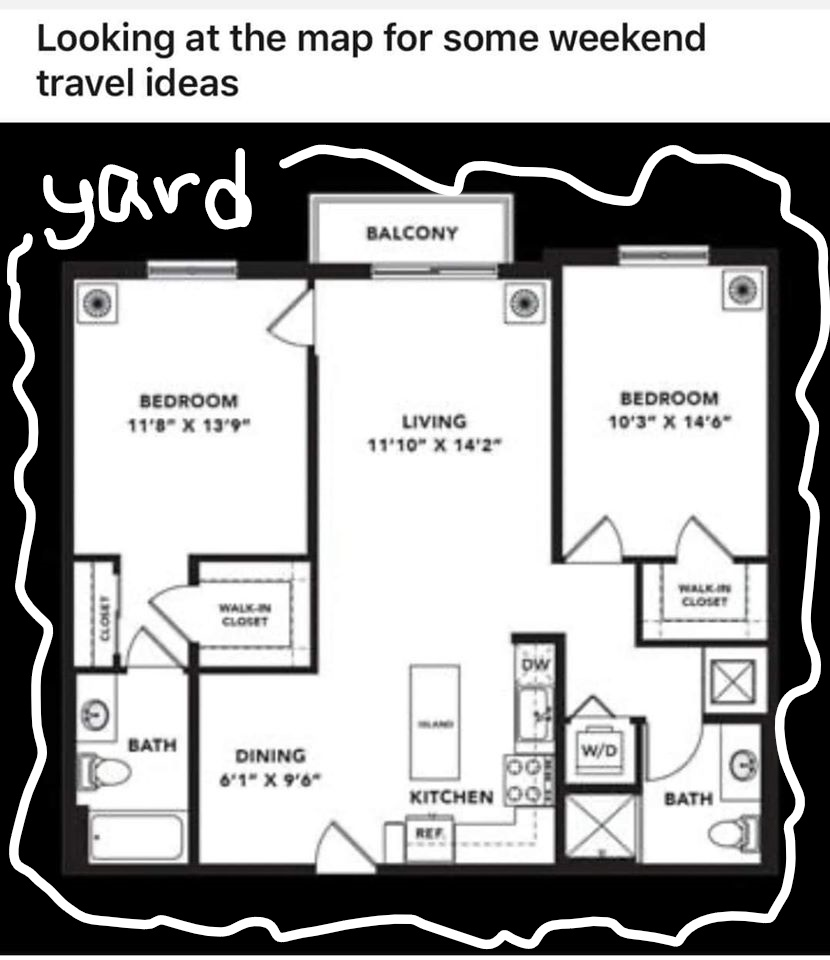 Looking at the map for some weekend
travel ideas
yard
BALCONY
BEDROOM
11'8" X 13'9"
LIVING
11'10" X 14'2"
BEDROOM
10'3" X 14'6"
CLOSET
WALK-IN
CLOSET
WALK-IN
CLOSET
DW
ISLAND
BATH
DINING
6'1" X 9'6"
KITCHEN
REF.
W/D
BATH